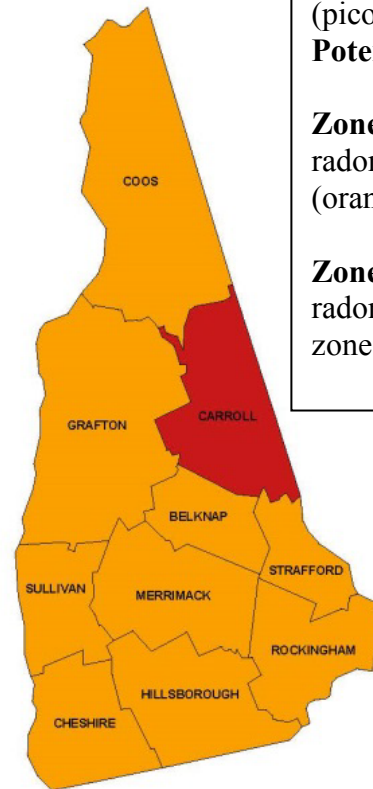 (pico
Pote
Zone
radon
(oran
Zone
radon
zone
COOS
CARROLL
GRAFTON
BELKNAP
STRAFFORD
SULLIVAN
MERRIMACK
ROCKINGHAM
HILLSBOROUGH
CHESHIRE